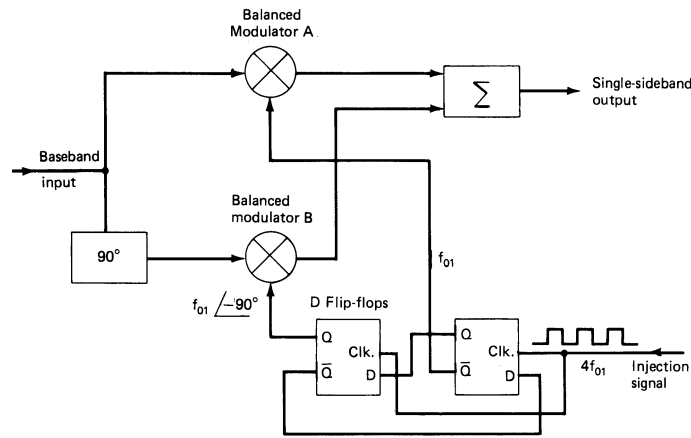 Balanced
Modulator A
Σ
Single-sideband
output
Baseband
input
Balanced
modulator B
90°
f01
f01 /–90°
D Flip-flops
Q
Clk.
Q̅
D
Q
Clk.
Q̅
D
4f01
Injection
signal